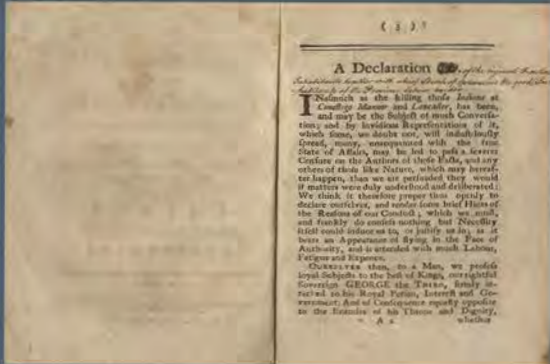 ( 3 )
A Declaration &c.
INasmuch as the killing those Indians at
Conestogo Mannor and Lancaster, has been,
and may be the Subject of much Conversa-
tion; and by invidious Representations of it,
which some, we doubt not, will industriously
spread, many, unacquainted with the true
State of Affairs, may be led to pass a severe
Censure on the Authors of those Facts, and any
others of those like Nature, which may hereaf-
ter happen, than we are persuaded they would
if matters were duly understood and deliberated;
We think it therefore proper thus openly to
declare ourselves, and render some brief Hints of
the Reasons of our Conduct, which we must,
and frankly do confess nothing but Necessity
itself could induce us to, or justify us in, as it
bears an Appearance of flying in the Face of
Authority, and is attended with much Labour,
Fatigue and Expence.
OURSELVES then, to a Man, we profess
loyal Subjects to the best of Kings, our rightful
Sovereign GEORGE the THIRD, firmly at-
tached to his Royal Person, Interest and Go-
vernment, And of Consequence equally opposite
to the Enemies of his Throne and Dignity,
A 2 whether